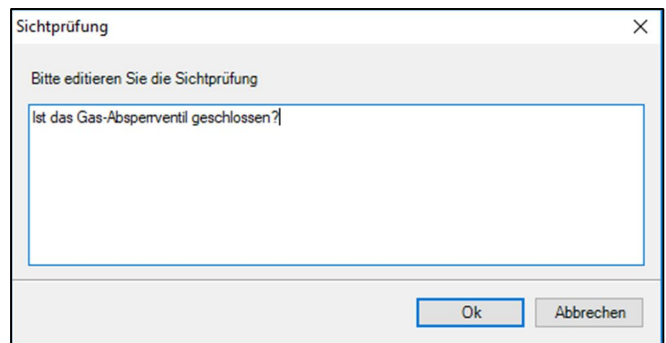 Sichtprüfung
Bitte editieren Sie die Sichtprüfung
Ist das Gas-Absperrventil geschlossen?
Ok
Abbrechen